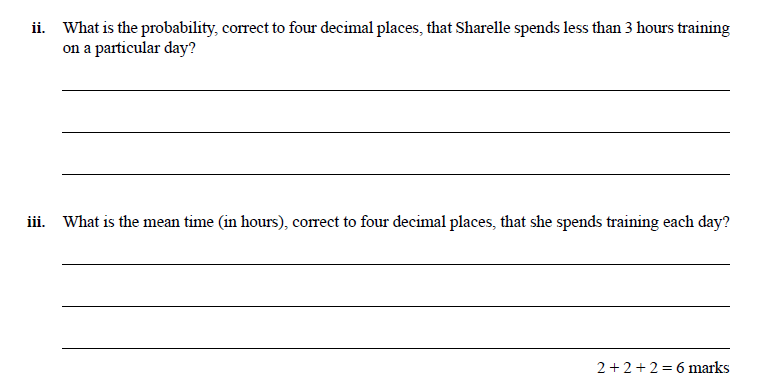 ii. What is the probability, correct to four decimal places, that Sharelle spends less than 3 hours training
on a particular day?
iii. What is the mean time (in hours), correct to four decimal places, that she spends training each day?
2 + 2 + 2 = 6 marks